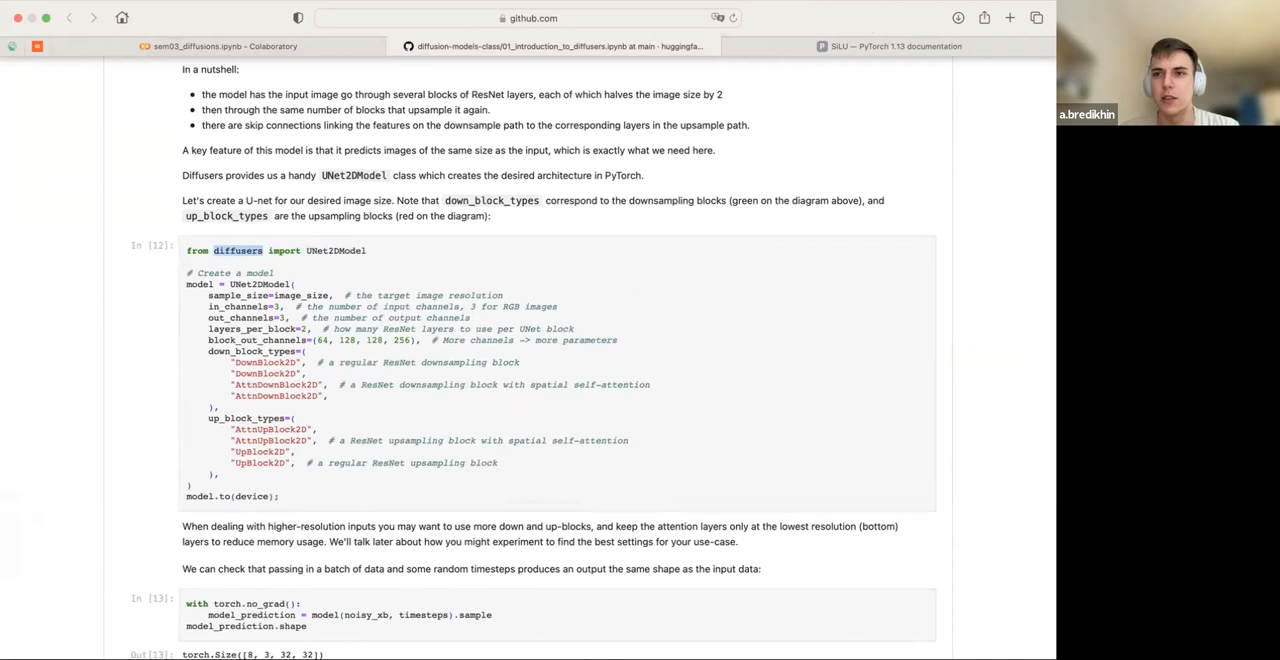 github.com
sem03_diffusions.ipynb - Colaboratory
diffusion-models-class/01_introduction_to_diffusers.ipynb at main · huggingfa...
SiLU — PyTorch 1.13 documentation
a.bredikhin
In a nutshell:
the model has the input image go through several blocks of ResNet layers, each of which halves the image size by 2
then through the same number of blocks that upsample it again.
there are skip connections linking the features on the downsample path to the corresponding layers in the upsample path.
A key feature of this model is that it predicts images of the same size as the input, which is exactly what we need here.
Diffusers provides us a handy UNet2DModel class which creates the desired architecture in PyTorch.
Let's create a U-net for our desired image size. Note that down_block_types correspond to the downsampling blocks (green on the diagram above), and
up_block_types are the upsampling blocks (red on the diagram):
In [12]:
from diffusers import UNet2DModel
# Create a model
model = UNet2DModel(
sample_size=image_size,  # the target image resolution
in_channels=3,  # the number of input channels, 3 for RGB images
out_channels=3,  # the number of output channels
layers_per_block=2,  # how many ResNet layers to use per UNet block
block_out_channels=(64, 128, 128, 256),  # More channels -> more parameters
down_block_types=(
"DownBlock2D",  # a regular ResNet downsampling block
"DownBlock2D",
"AttnDownBlock2D",  # a ResNet downsampling block with spatial self-attention
"AttnDownBlock2D",
),
up_block_types=(
"AttnUpBlock2D",
"AttnUpBlock2D",  # a ResNet upsampling block with spatial self-attention
"UpBlock2D",
"UpBlock2D",  # a regular ResNet upsampling block
),
)
model.to(device);
When dealing with higher-resolution inputs you may want to use more down and up-blocks, and keep the attention layers only at the lowest resolution (bottom)
layers to reduce memory usage. We'll talk later about how you might experiment to find the best settings for your use-case.
We can check that passing in a batch of data and some random timesteps produces an output the same shape as the input data:
In [13]:
with torch.no_grad():
model_prediction = model(noisy_xb, timesteps).sample
model_prediction.shape
Out[13]: torch.Size([8, 3, 32, 32])